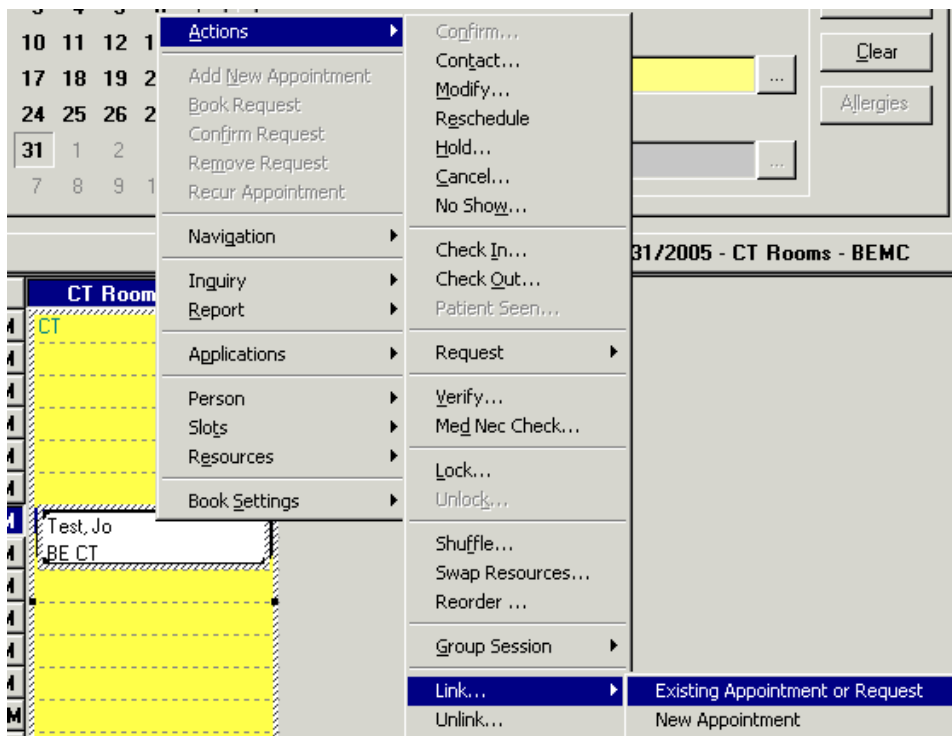 10 11 12 1
17 18 19 2
24 25 26 2
31 1 2
7 8 9 1
CT Room
CT
Test, Jo
BE CT
Actions
Add New Appointment
Book Request
Confirm Request
Remove Request
Recur Appointment
Navigation
Inquiry
Report
Applications
Person
Slots
Resources
Book Settings
Confirm...
Contact...
Modify...
Reschedule
Hold...
Cancel...
No Show...
Check In...
Check Out...
Patient Seen...
Request
Verify...
Med Nec Check...
Lock...
Unlock...
Shuffle...
Swap Resources...
Reorder ...
Group Session
Link...
Unlink...
Existing Appointment or Request
New Appointment
...
...
Clear
Allergies
31/2005 - CT Rooms - BEMC
M
M
M
M
M
M
M
M
M
M
M
M
M